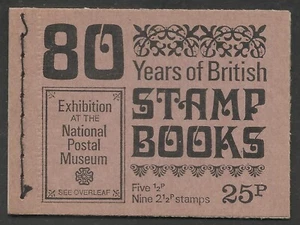 80
Years of British
STAMP
BOOKS
Exhibition
AT THE
National
Postal
Museum
SEE OVERLEAF
Five ½P
Nine 2½P stamps
25P